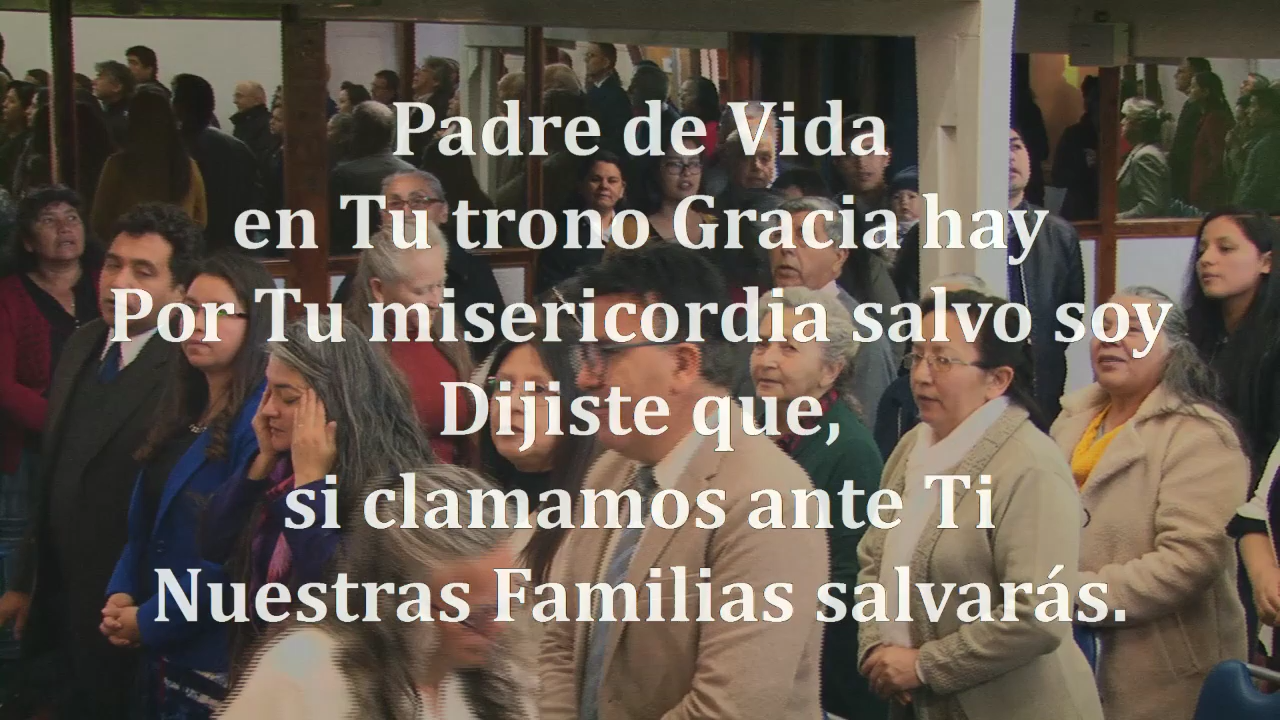 Padre de Vida
en Tu trono Gracia hay
Por Tu misericordia salvo soy
Dijiste que,
si clamamos ante Ti
Nuestras Familias salvarás.